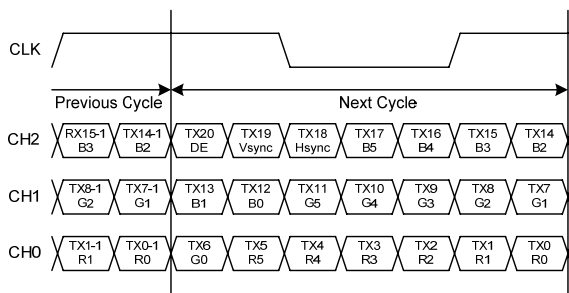 CLK
Previous Cycle Next Cycle
CH2 RX15-1 TX14-1 TX20 TX19 TX18 TX17 TX16 TX15 TX14
B3 B2 DE Vsync Hsync B5 B4 B3 B2
CH1 TX8-1 TX7-1 TX13 TX12 TX11 TX10 TX9 TX8 TX7
G2 G1 B1 B0 G5 G4 G3 G2 G1
CH0 TX1-1 TX0-1 TX6 TX5 TX4 TX3 TX2 TX1 TX0
R1 R0 G0 R5 R4 R3 R2 R1 R0